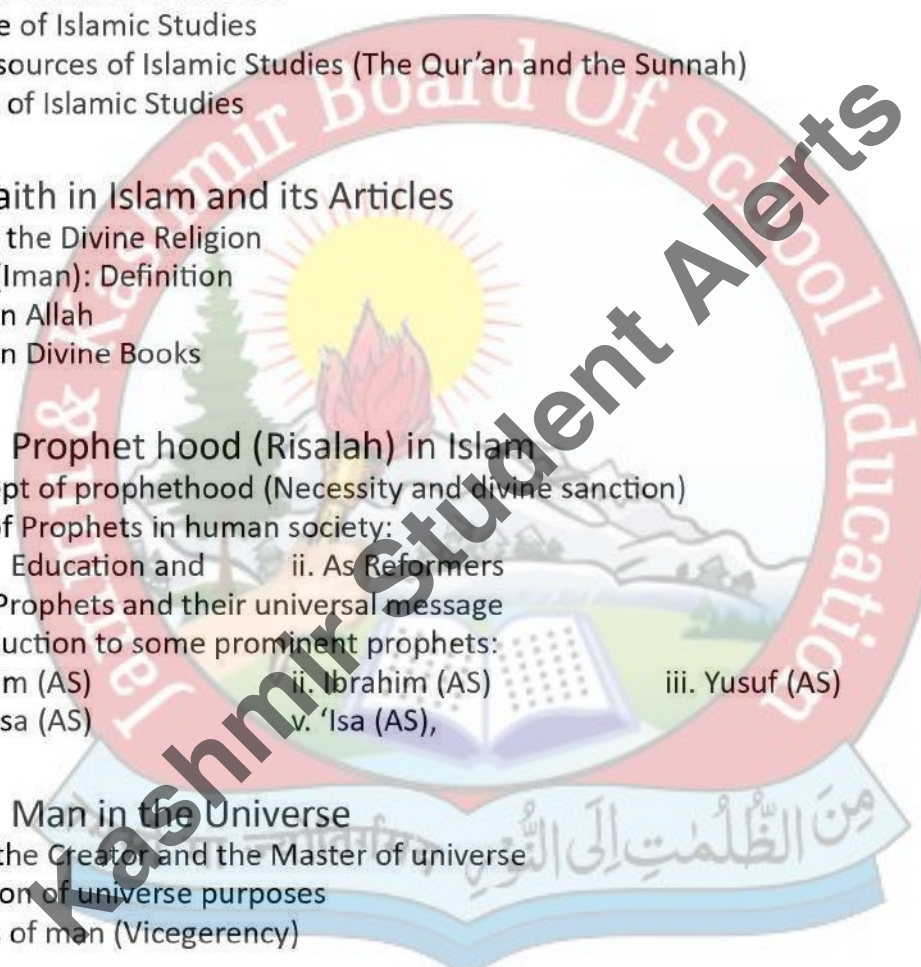 e of Islamic Studies
sources of Islamic Studies (The Qur'an and the Sunnah)
of Islamic Studies
aith in Islam and its Articles
the Divine Religion
(Iman): Definition
n Allah
n Divine Books
Prophet hood (Risalah) in Islam
pt of prophethood (Necessity and divine sanction)
of Prophets in human society:
Education and ii. As Reformers
Prophets and their universal message
uction to some prominent prophets:
m (AS) ii. Ibrahim (AS) iii. Yusuf (AS)
sa (AS) v. ‘Isa (AS),
Man in the Universe
the Creator and the Master of universe
on of universe purposes
of man (Vicegerency)
Jammu & Kashmir Board Of School Education
مِنَ الظُّلُمٰتِ اِلَى النُّوْرِ
Kashmir Student Alerts